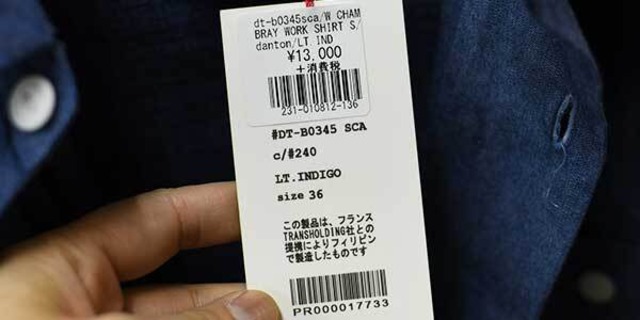 dt-b0345sca/W CHAM
BRAY WORK SHIRT S/
danton/LT.IND
¥13,000
+消費税
231-010812-136
#DT-B0345 SCA
c/#240
LT.INDIGO
size 36
この製品は、フランス
TRANSHOLDING社との
提携によりフィリピン
で製造したものです
PR000017733